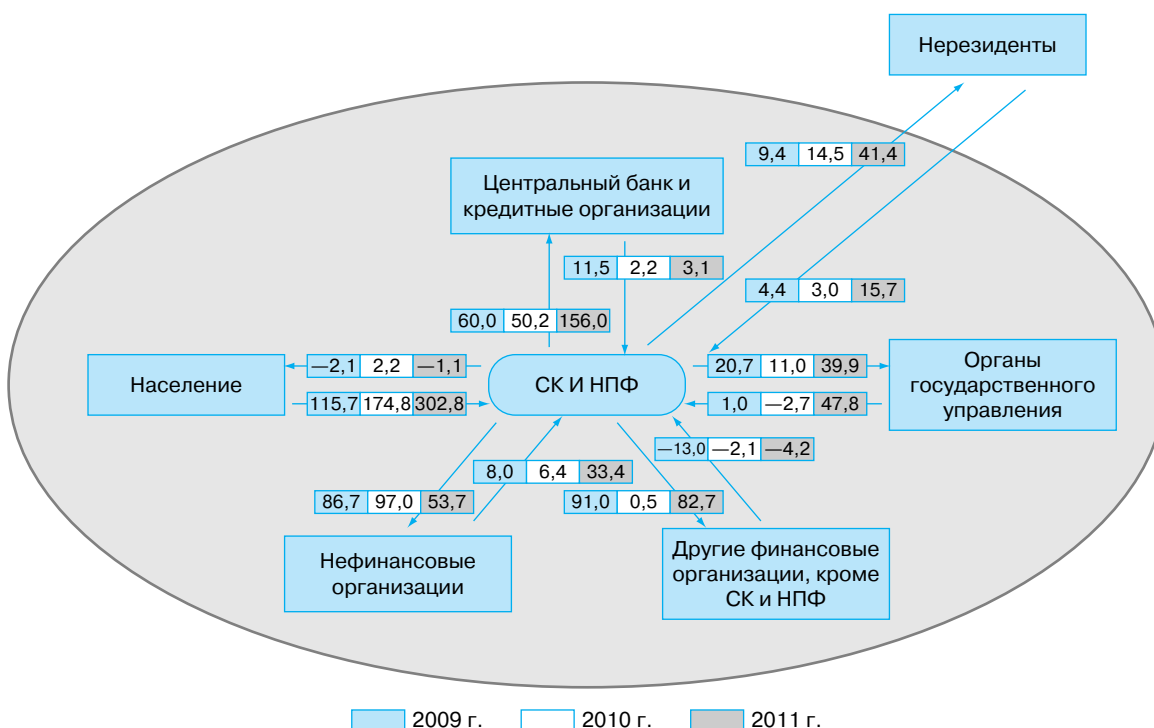 Нерезиденты
9,4 14,5 41,4
Центральный банк и
кредитные организации
11,5 2,2 3,1
4,4 3,0 15,7
60,0 50,2 156,0
Население
—2,1 2,2 —1,1
115,7 174,8 302,8
СК И НПФ
20,7 11,0 39,9
1,0 —2,7 47,8
Органы
государственного
управления
—13,0 —2,1 —4,2
8,0 6,4 33,4
86,7 97,0 53,7
91,0 0,5 82,7
Нефинансовые
организации
Другие финансовые
организации, кроме
СК и НПФ
2009 г. 2010 г. 2011 г.